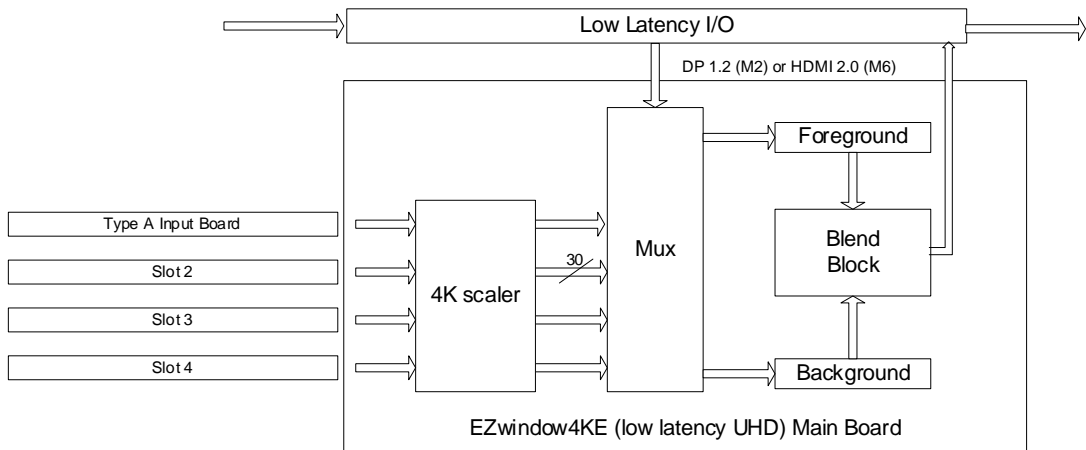 Low Latency I/O
DP 1.2 (M2) or HDMI 2.0 (M6)
Foreground
Type A Input Board
Slot 2
Slot 3
Slot 4
4K scaler
30
Mux
Blend
Block
Background
EZwindow4KE (low latency UHD) Main Board